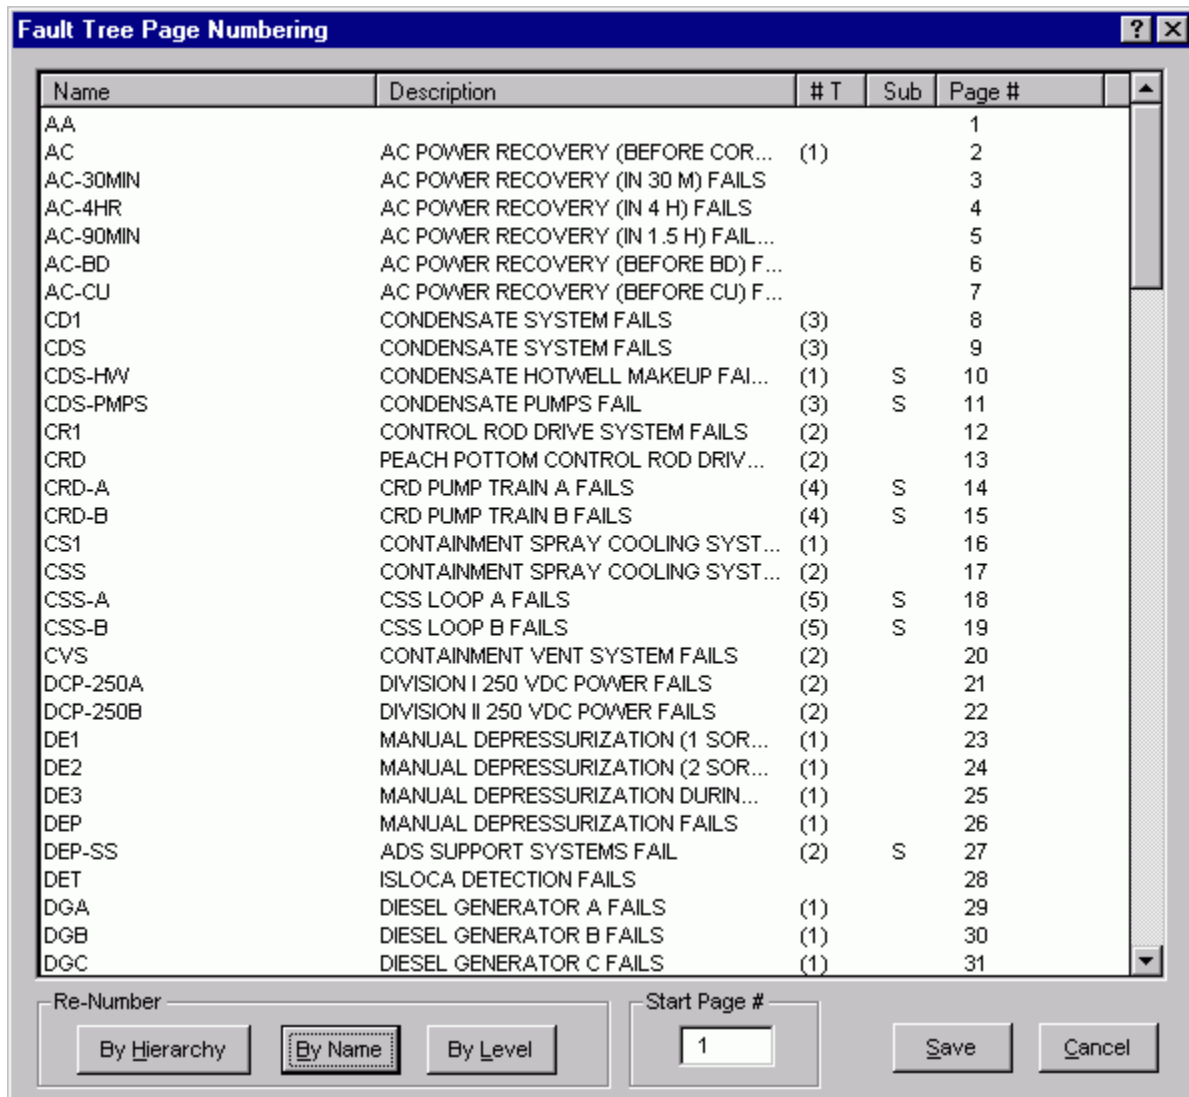 Fault Tree Page Numbering
Name Description # T Sub Page #
AA 1
AC AC POWER RECOVERY (BEFORE COR... (1) 2
AC-30MIN AC POWER RECOVERY (IN 30 M) FAILS 3
AC-4HR AC POWER RECOVERY (IN 4 H) FAILS 4
AC-90MIN AC POWER RECOVERY (IN 1.5 H) FAIL... 5
AC-BD AC POWER RECOVERY (BEFORE BD) F... 6
AC-CU AC POWER RECOVERY (BEFORE CU) F... 7
CD1 CONDENSATE SYSTEM FAILS (3) 8
CDS CONDENSATE SYSTEM FAILS (3) 9
CDS-HW CONDENSATE HOTWELL MAKEUP FAI... (1) S 10
CDS-PMPS CONDENSATE PUMPS FAIL (3) S 11
CR1 CONTROL ROD DRIVE SYSTEM FAILS (2) 12
CRD PEACH POTTOM CONTROL ROD DRIV... (2) 13
CRD-A CRD PUMP TRAIN A FAILS (4) S 14
CRD-B CRD PUMP TRAIN B FAILS (4) S 15
CS1 CONTAINMENT SPRAY COOLING SYST... (1) 16
CSS CONTAINMENT SPRAY COOLING SYST... (2) 17
CSS-A CSS LOOP A FAILS (5) S 18
CSS-B CSS LOOP B FAILS (5) S 19
CVS CONTAINMENT VENT SYSTEM FAILS (2) 20
DCP-250A DIVISION I 250 VDC POWER FAILS (2) 21
DCP-250B DIVISION II 250 VDC POWER FAILS (2) 22
DE1 MANUAL DEPRESSURIZATION (1 SOR... (1) 23
DE2 MANUAL DEPRESSURIZATION (2 SOR... (1) 24
DE3 MANUAL DEPRESSURIZATION DURIN... (1) 25
DEP MANUAL DEPRESSURIZATION FAILS (1) 26
DEP-SS ADS SUPPORT SYSTEMS FAIL (2) S 27
DET ISLOCA DETECTION FAILS 28
DGA DIESEL GENERATOR A FAILS (1) 29
DGB DIESEL GENERATOR B FAILS (1) 30
DGC DIESEL GENERATOR C FAILS (1) 31
Re-Number Start Page #
By Hierarchy By Name By Level 1 Save Cancel